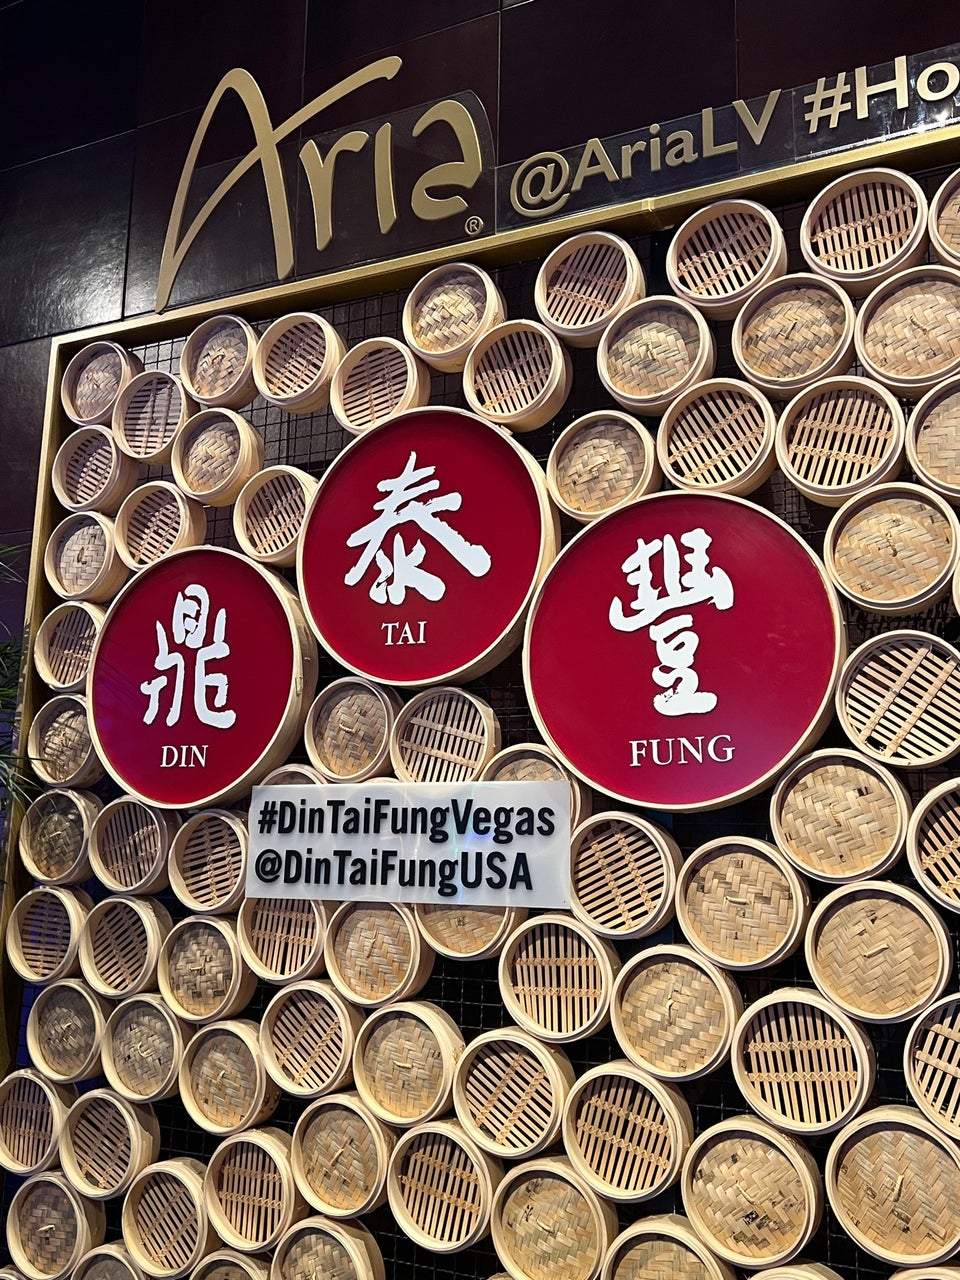 Aria® @AriaLV #Ho
鼎 泰 豐
DIN TAI FUNG
#DinTaiFungVegas
@DinTaiFungUSA